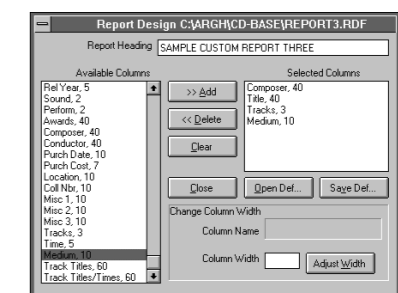 Report Design C:\ARGH\CD-BASE\REPORT3.RDF
Report Heading SAMPLE CUSTOM REPORT THREE
Available Columns
Rel Year, 5
Sound, 2
Perform, 2
Awards, 40
Composer, 40
Conductor, 40
Purch Date, 10
Purch Cost, 7
Location, 10
Coll Nbr, 10
Misc 1, 10
Misc 2, 10
Misc 3, 10
Tracks, 3
Time, 5
Medium, 10
Track Titles, 60
Track Titles/Times, 60
>> Add
<< Delete
Clear
Close
Selected Columns
Composer, 40
Title, 40
Tracks, 3
Medium, 10
Open Def...
Save Def...
Change Column Width
Column Name
Column Width
Adjust Width